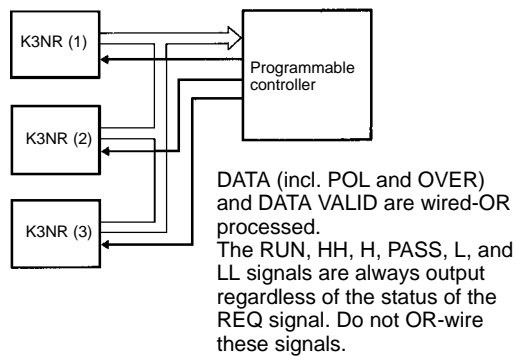 K3NR (1)
Programmable
controller
K3NR (2)
K3NR (3)
DATA (incl. POL and OVER)
and DATA VALID are wired-OR
processed.
The RUN, HH, H, PASS, L, and
LL signals are always output
regardless of the status of the
REQ signal. Do not OR-wire
these signals.